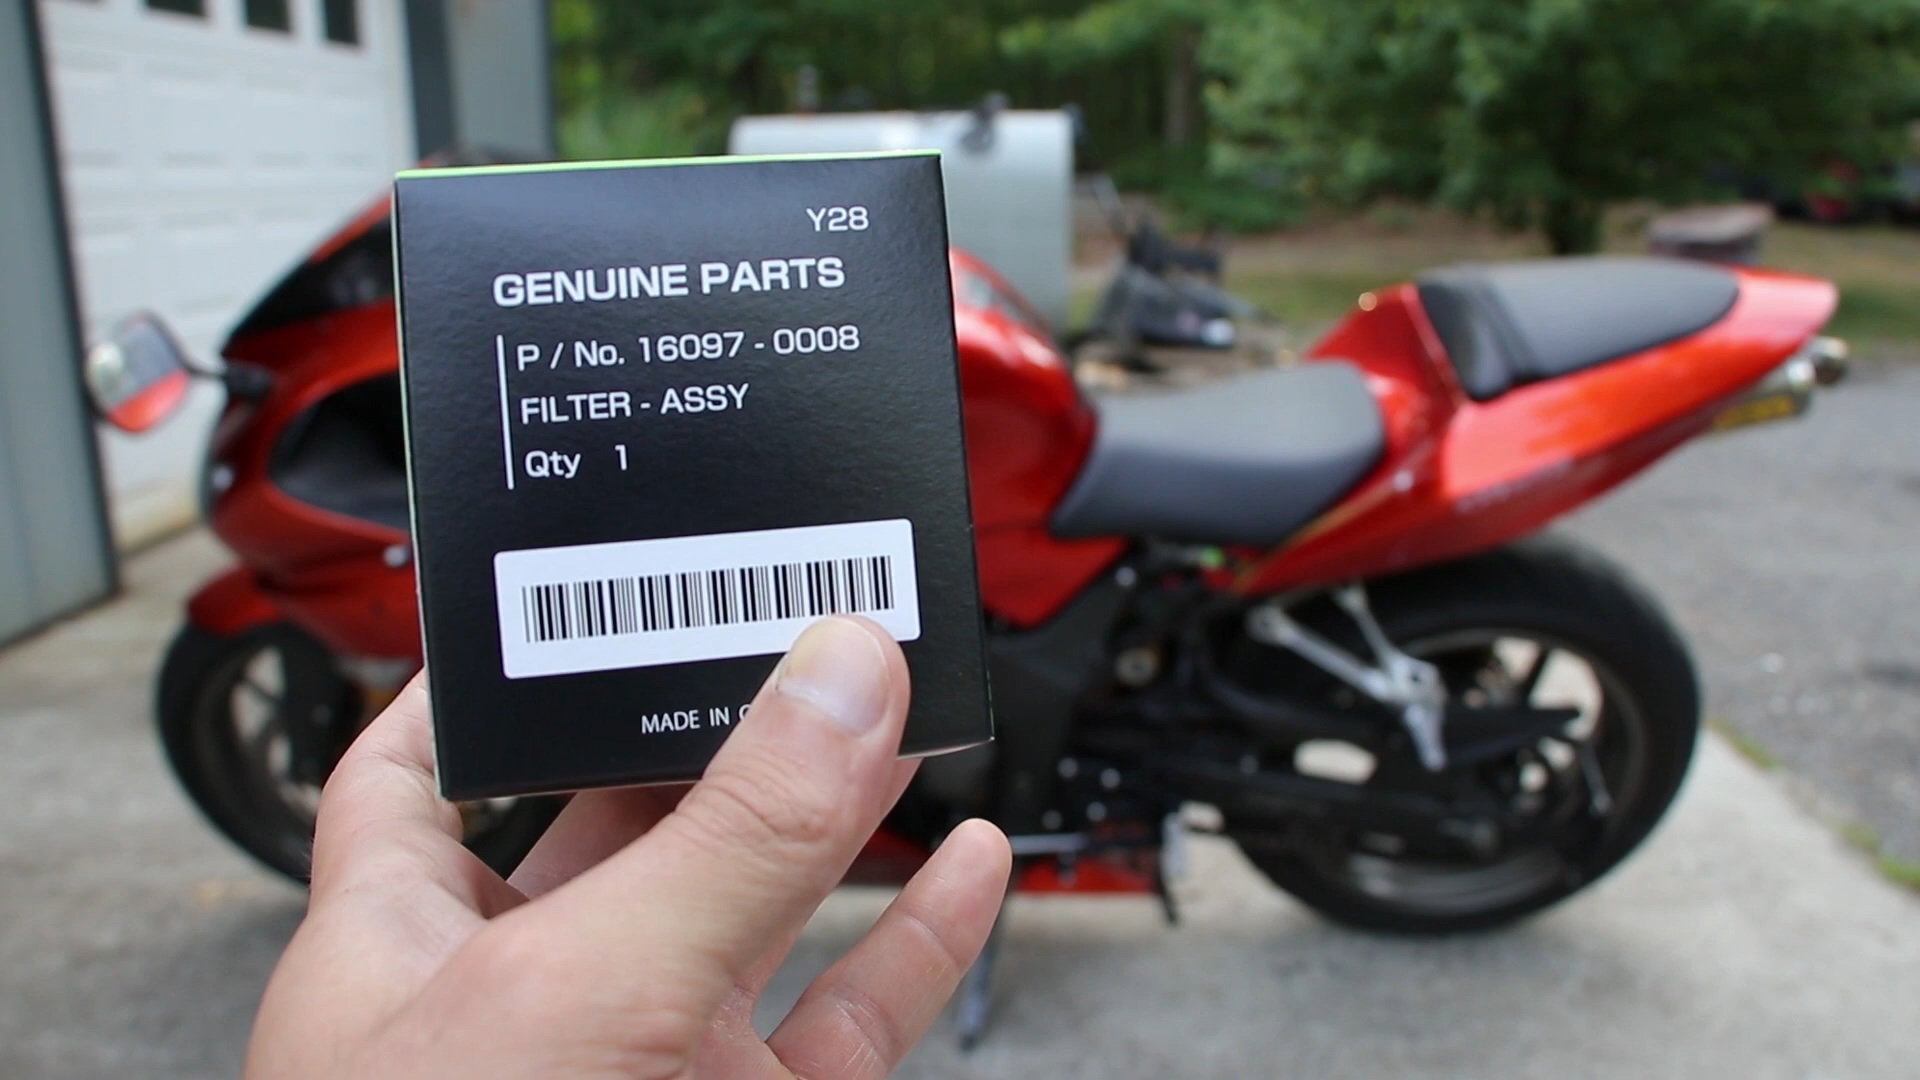 Y28
GENUINE PARTS
P / No. 16097 - 0008
FILTER - ASSY
Qty 1
MADE IN